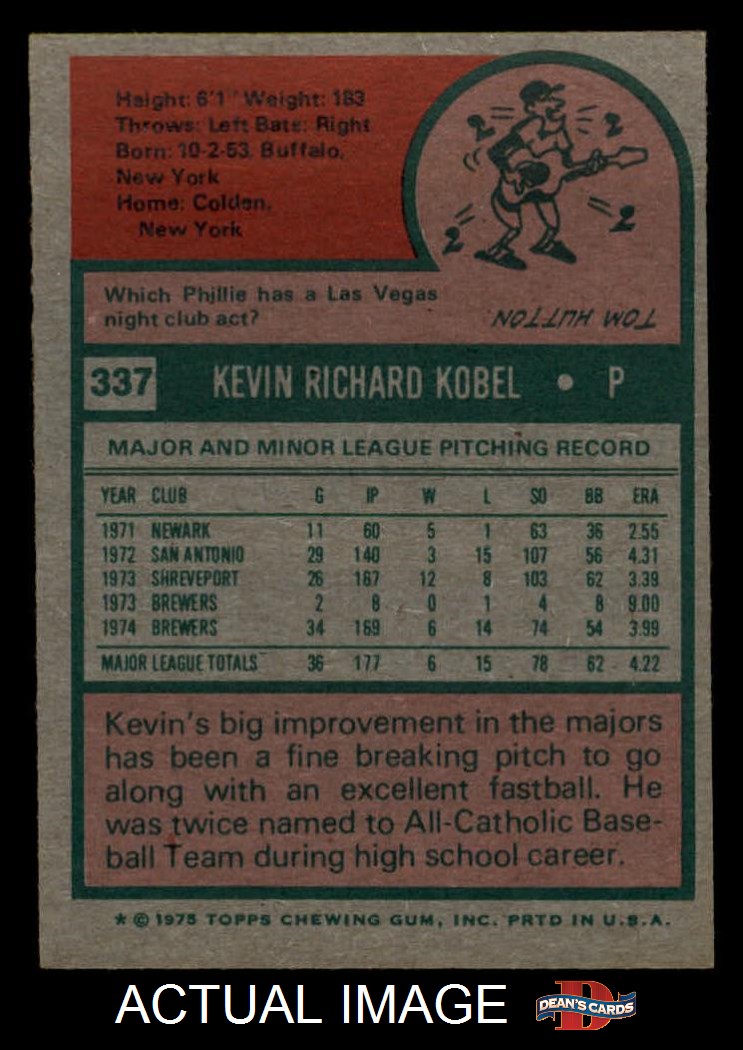 Height: 6'1" Weight: 183
Throws: Left Bats: Right
Born: 10-2-53, Buffalo,
New York
Home: Colden,
New York
2 2
2 2
Which Phillie has a Las Vegas
night club act?
TOM HUTTON
337 KEVIN RICHARD KOBEL • P
MAJOR AND MINOR LEAGUE PITCHING RECORD
YEAR CLUB G IP W L SO BB ERA
1971 NEWARK 11 60 5 1 63 36 2.55
1972 SAN ANTONIO 29 140 3 15 107 56 4.31
1973 SHREVEPORT 26 187 12 8 103 62 3.39
1973 BREWERS 2 8 0 1 4 8 9.00
1974 BREWERS 34 169 6 14 74 54 3.99
MAJOR LEAGUE TOTALS 36 177 6 15 78 62 4.22
Kevin's big improvement in the majors
has been a fine breaking pitch to go
along with an excellent fastball. He
was twice named to All-Catholic Base-
ball Team during high school career.
* © 1975 TOPPS CHEWING GUM, INC. PRTD IN U.S.A.
ACTUAL IMAGE DEAN'S CARDS